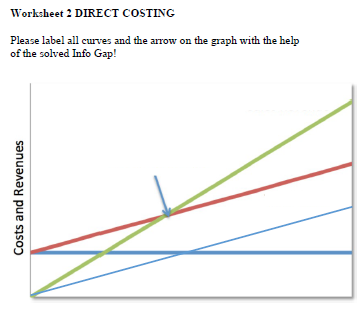 Worksheet 2 DIRECT COSTING
Please label all curves and the arrow on the graph with the help
of the solved Info Gap!
Costs and Revenues